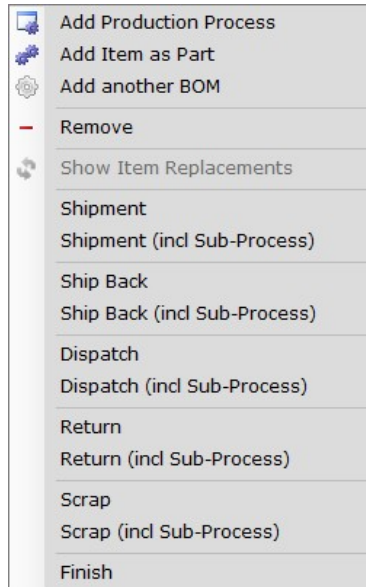 Add Production Process
Add Item as Part
Add another BOM
Remove
Show Item Replacements
Shipment
Shipment (incl Sub-Process)
Ship Back
Ship Back (incl Sub-Process)
Dispatch
Dispatch (incl Sub-Process)
Return
Return (incl Sub-Process)
Scrap
Scrap (incl Sub-Process)
Finish